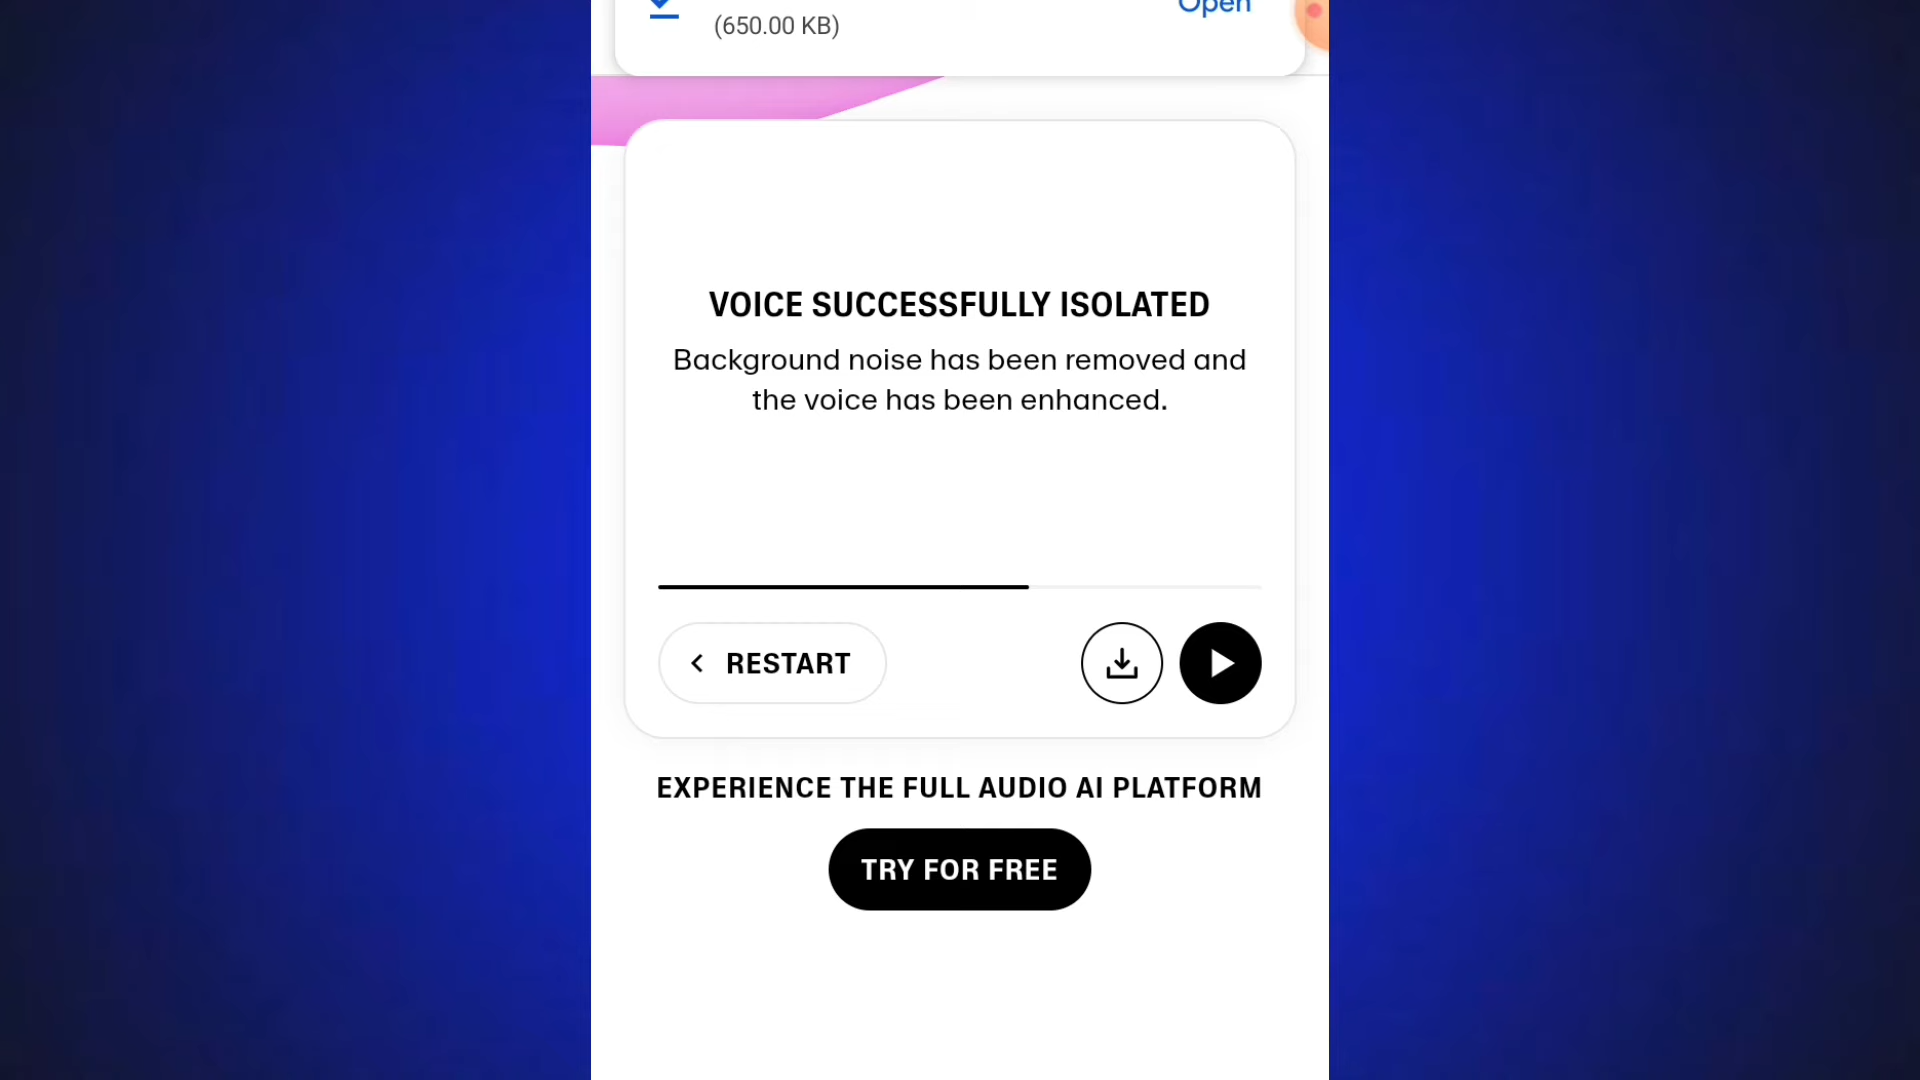 Open
(650.00 KB)
VOICE SUCCESSFULLY ISOLATED
Background noise has been removed and
the voice has been enhanced.
RESTART
EXPERIENCE THE FULL AUDIO AI PLATFORM
TRY FOR FREE